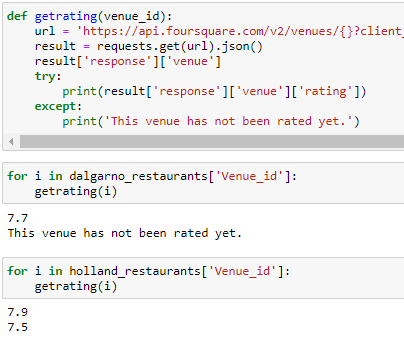 def getrating(venue_id):
    url = 'https://api.foursquare.com/v2/venues/{}?client_
    result = requests.get(url).json()
    result['response']['venue']
    try:
        print(result['response']['venue']['rating'])
    except:
        print('This venue has not been rated yet.')
for i in dalgarno_restaurants['Venue_id']:
    getrating(i)
7.7
This venue has not been rated yet.
for i in holland_restaurants['Venue_id']:
    getrating(i)
7.9
7.5